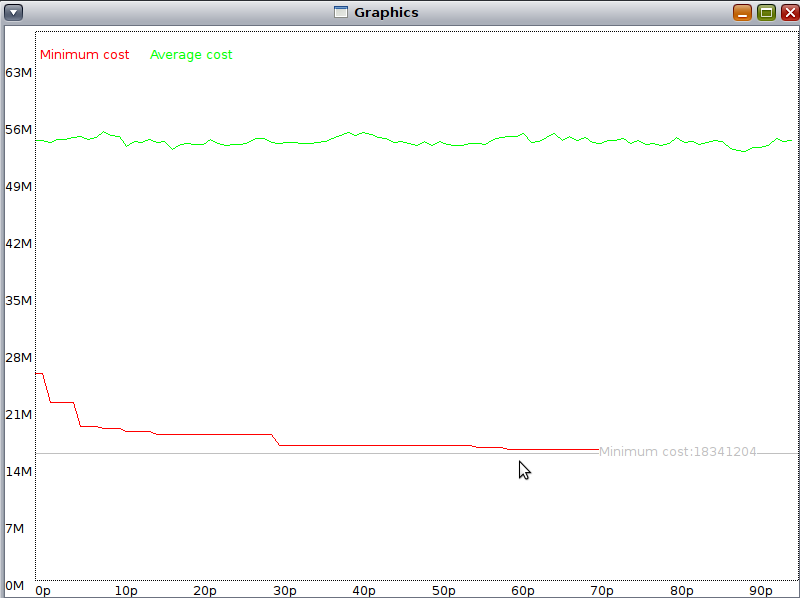 Graphics
Minimum cost Average cost
63M
56M
49M
42M
35M
28M
21M
Minimum cost:18341204
14M
7M
0M
0p 10p 20p 30p 40p 50p 60p 70p 80p 90p